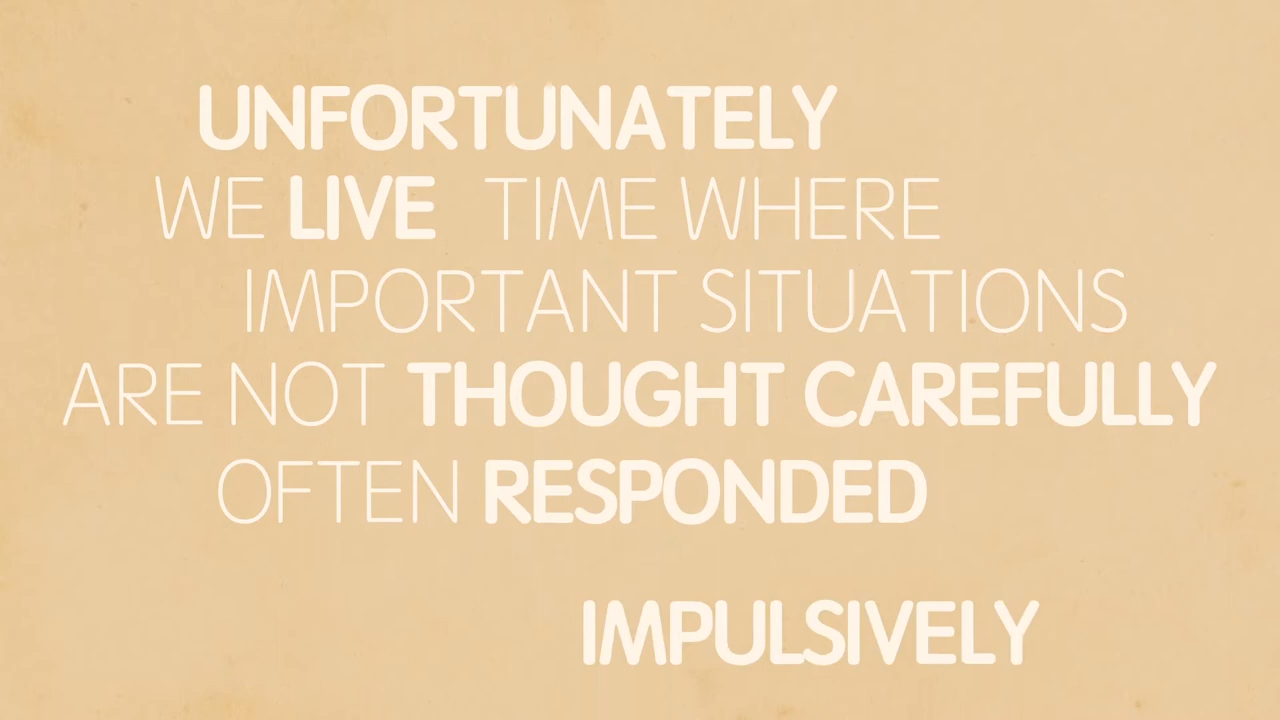 UNFORTUNATELY
WE LIVE TIME WHERE
IMPORTANT SITUATIONS
ARE NOT THOUGHT CAREFULLY
OFTEN RESPONDED
IMPULSIVELY